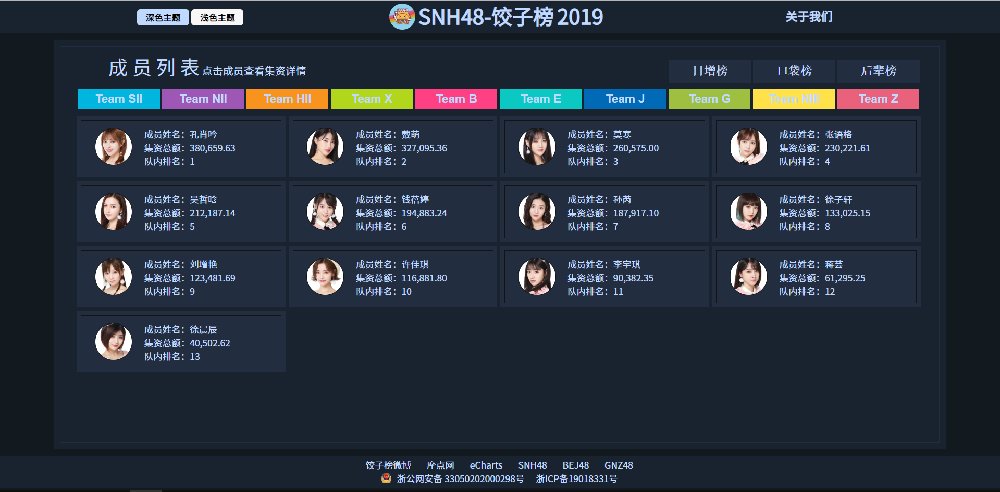 深色主题 浅色主题 SNH48-饺子榜 2019 关于我们
成员列表 点击成员查看集资详情 日增榜 口袋榜 后辈榜
Team SII Team NII Team HII Team X Team B Team E Team J Team G Team NIII Team Z
成员姓名：孔肖吟
集资总额：380,659.63
队内排名：1
成员姓名：戴萌
集资总额：327,095.36
队内排名：2
成员姓名：莫寒
集资总额：260,575.00
队内排名：3
成员姓名：张语格
集资总额：230,221.61
队内排名：4
成员姓名：吴哲晗
集资总额：212,187.14
队内排名：5
成员姓名：钱蓓婷
集资总额：194,883.24
队内排名：6
成员姓名：孙芮
集资总额：187,917.10
队内排名：7
成员姓名：徐子轩
集资总额：133,025.15
队内排名：8
成员姓名：刘增艳
集资总额：123,481.69
队内排名：9
成员姓名：许佳琪
集资总额：116,881.80
队内排名：10
成员姓名：李宇琪
集资总额：90,382.35
队内排名：11
成员姓名：蒋芸
集资总额：61,295.25
队内排名：12
成员姓名：徐晨辰
集资总额：40,502.62
队内排名：13
饺子榜微博 摩点网 eCharts SNH48 BEJ48 GNZ48
浙公网安备 33050202000298号 浙ICP备19018331号